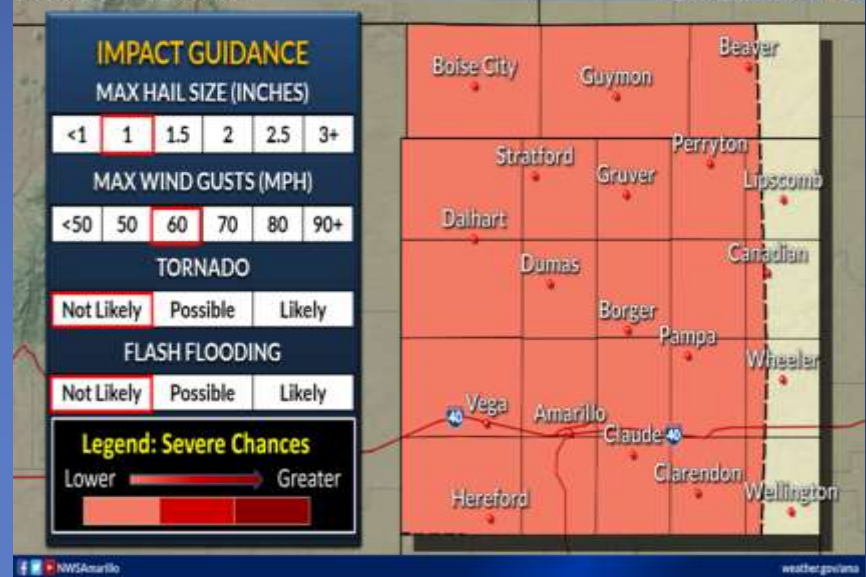 IMPACT GUIDANCE
MAX HAIL SIZE (INCHES)
<1 1 1.5 2 2.5 3+
MAX WIND GUSTS (MPH)
<50 50 60 70 80 90+
TORNADO
Not Likely Possible Likely
FLASH FLOODING
Not Likely Possible Likely
Legend: Severe Chances
Lower Greater
NWSAmarillo
Boise City
Guymon
Beaver
Stratford
Gruver
Perryton
Lipscomb
Dalhart
Dumas
Canadian
Borger
Pampa
Wheeler
40
Vega
Amarillo
Claude
40
Clarendon
Hereford
Wellington
weather.gov/ama